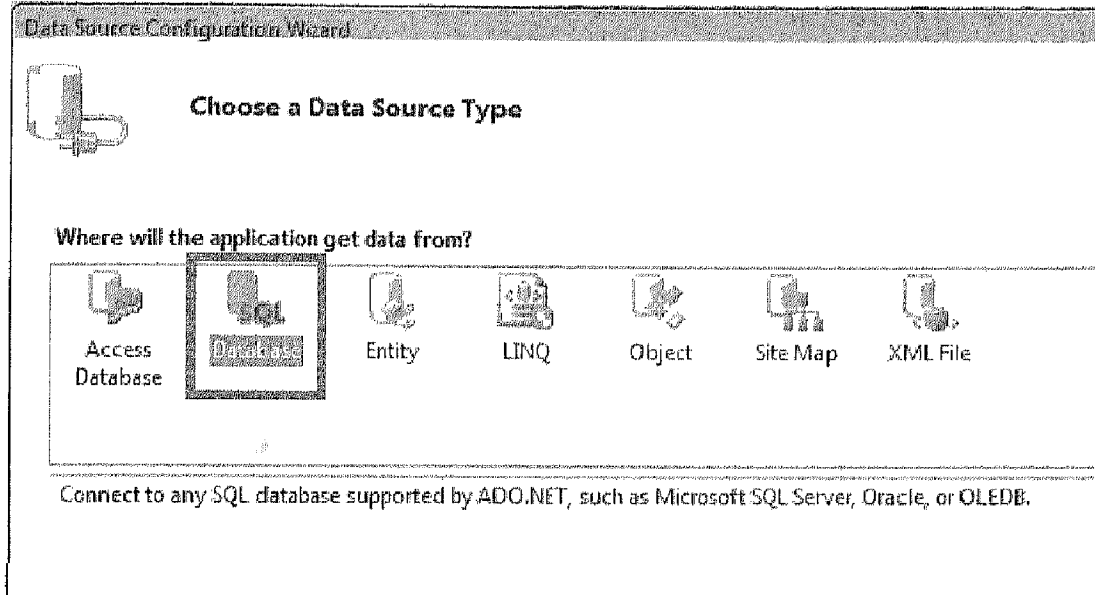 Data Source Configuration Wizard
Choose a Data Source Type
Where will the application get data from?
Access Database
SQL
Database
Entity
LINQ
Object
Site Map
XML File
Connect to any SQL database supported by ADO.NET, such as Microsoft SQL Server, Oracle, or OLEDB.